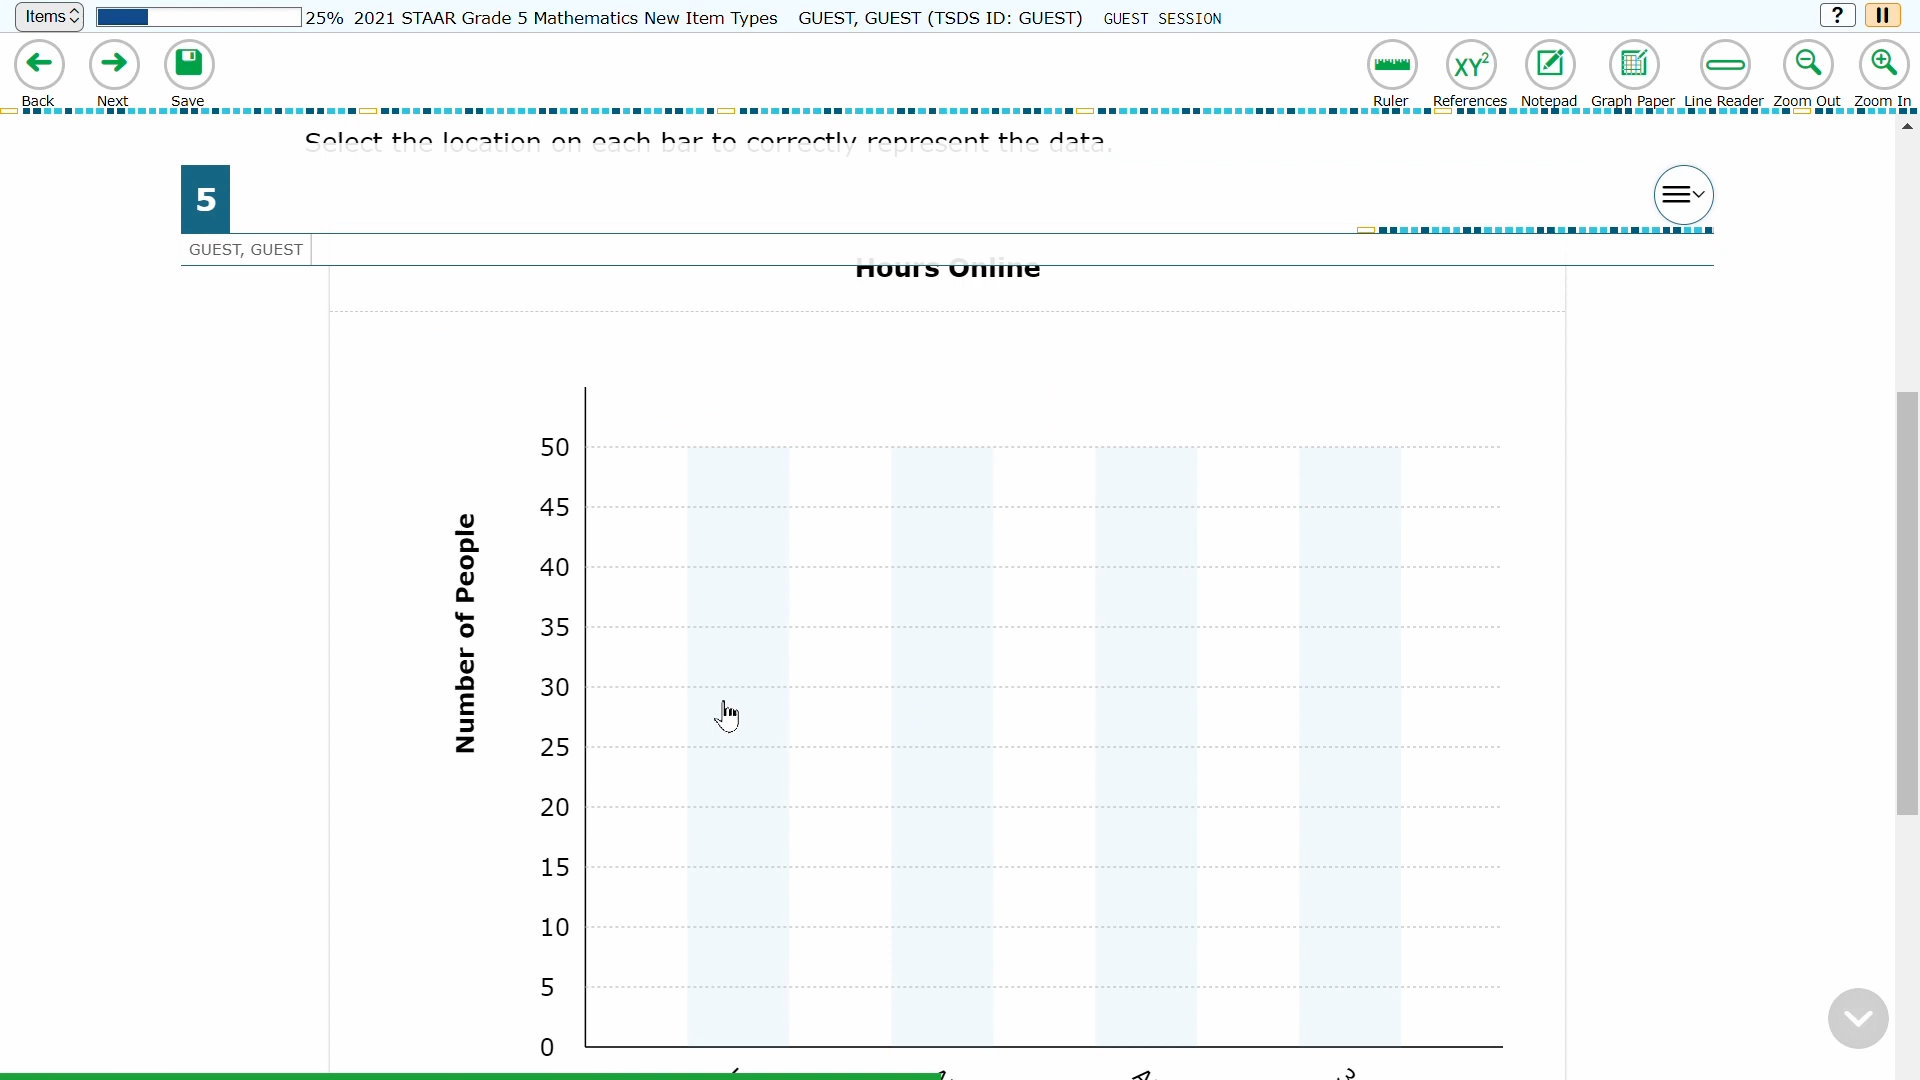 Items 25% 2021 STAAR Grade 5 Mathematics New Item Types GUEST, GUEST (TSDS ID: GUEST) GUEST SESSION ?
Back Next Save XY² Ruler References Notepad Graph Paper Line Reader Zoom Out Zoom In
Select the location on each bar to correctly represent the data.
5
GUEST, GUEST
Hours Online
Number of People
50
45
40
35
30
25
20
15
10
5
0